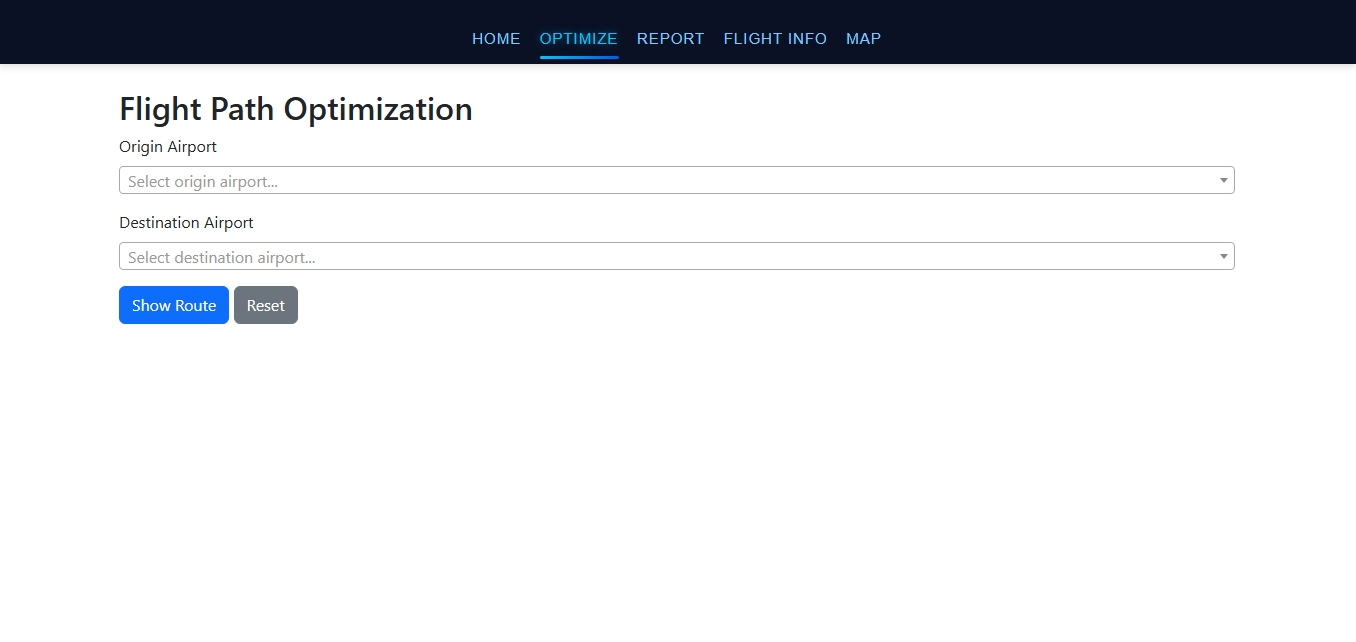 HOME OPTIMIZE REPORT FLIGHT INFO MAP
Flight Path Optimization
Origin Airport
Select origin airport...
Destination Airport
Select destination airport...
Show Route Reset